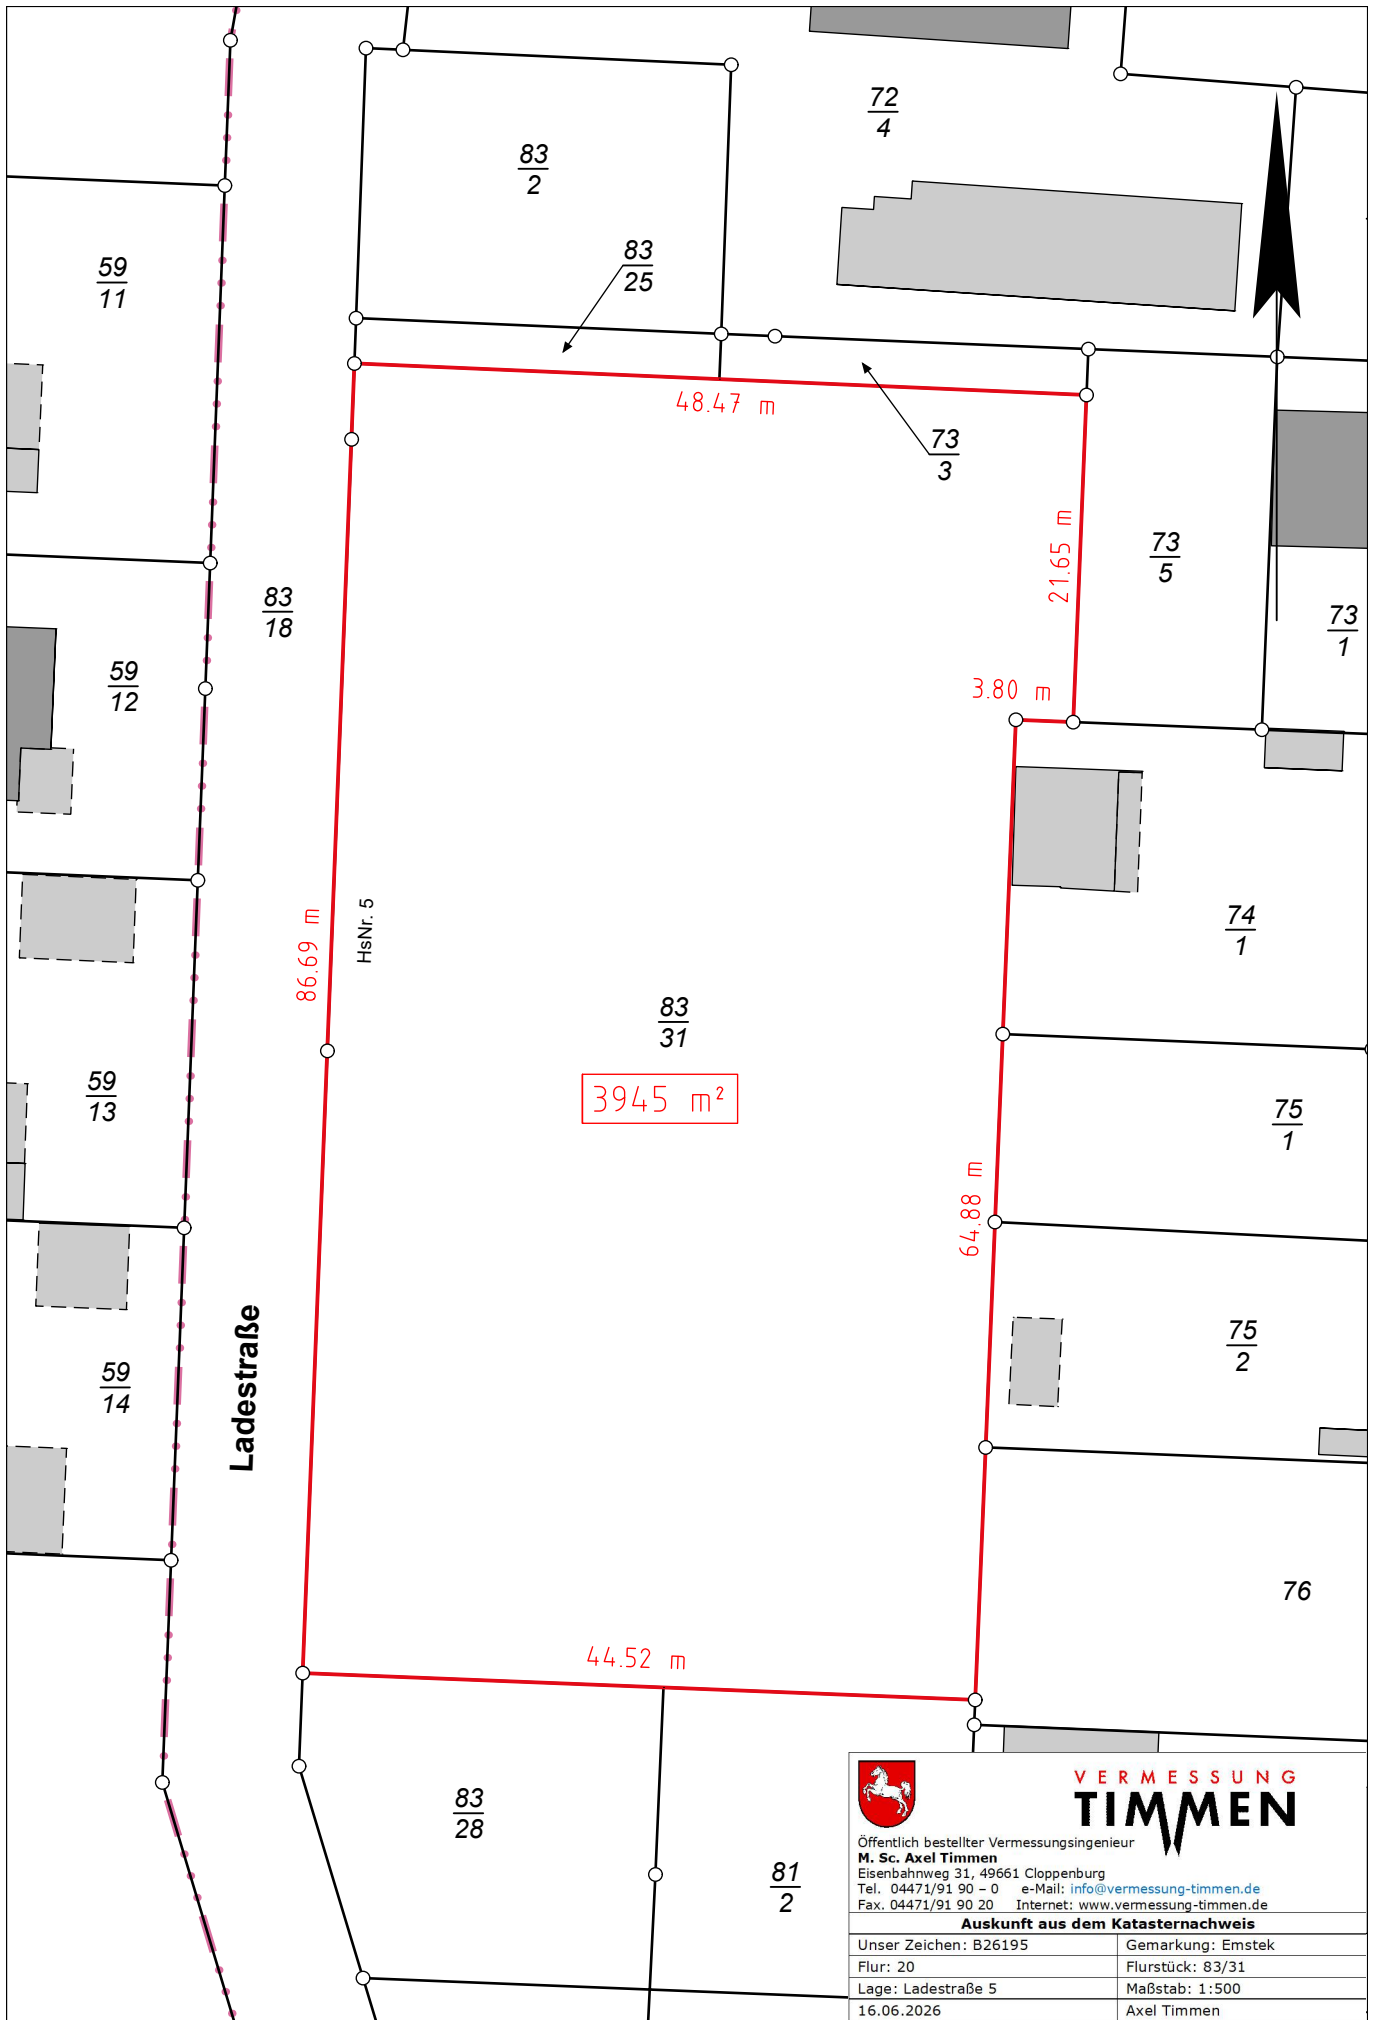 72
4
83
2
83
25
59
11
48.47 m
73
3
21.65 m
73
5
83
18
73
1
59
12
3.80 m
86.69 m
HsNr. 5
74
1
83
31
3945 m²
59
13
75
1
64.88 m
75
2
Ladestraße
59
14
76
44.52 m
83
28
81
2
VERMESSUNG
TIMMEN
Öffentlich bestellter Vermessungsingenieur
M. Sc. Axel Timmen
Eisenbahnweg 31, 49661 Cloppenburg
Tel. 04471/91 90 – 0 e-Mail: info@vermessung-timmen.de
Fax. 04471/91 90 20 Internet: www.vermessung-timmen.de
Auskunft aus dem Katasternachweis
Unser Zeichen: B26195 Gemarkung: Emstek
Flur: 20 Flurstück: 83/31
Lage: Ladestraße 5 Maßstab: 1:500
16.06.2026 Axel Timmen